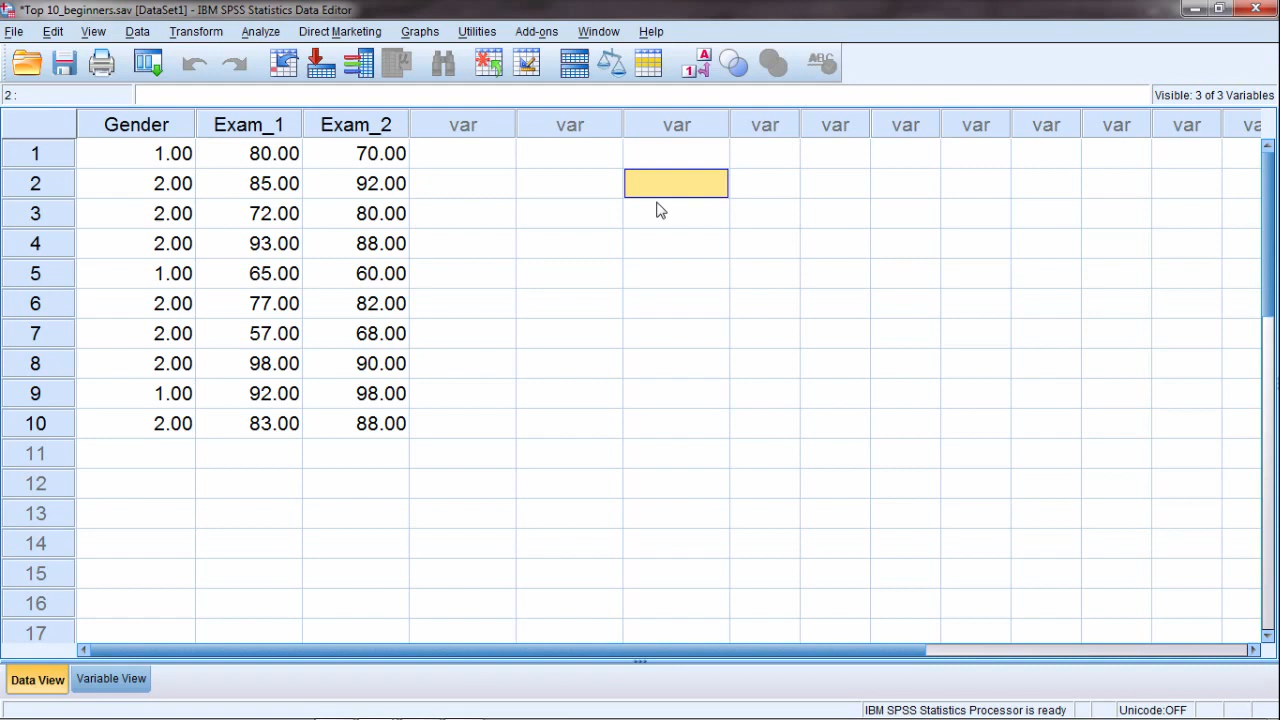 *Top 10_beginners.sav [DataSet1] - IBM SPSS Statistics Data Editor
File Edit View Data Transform Analyze Direct Marketing Graphs Utilities Add-ons Window Help
A
1
ABC
2 : Visible: 3 of 3 Variables
Gender Exam_1 Exam_2 var var var var var var var var var var va
1 1.00 80.00 70.00
2 2.00 85.00 92.00
3 2.00 72.00 80.00
4 2.00 93.00 88.00
5 1.00 65.00 60.00
6 2.00 77.00 82.00
7 2.00 57.00 68.00
8 2.00 98.00 90.00
9 1.00 92.00 98.00
10 2.00 83.00 88.00
11
12
13
14
15
16
17
Data View Variable View
IBM SPSS Statistics Processor is ready Unicode:OFF